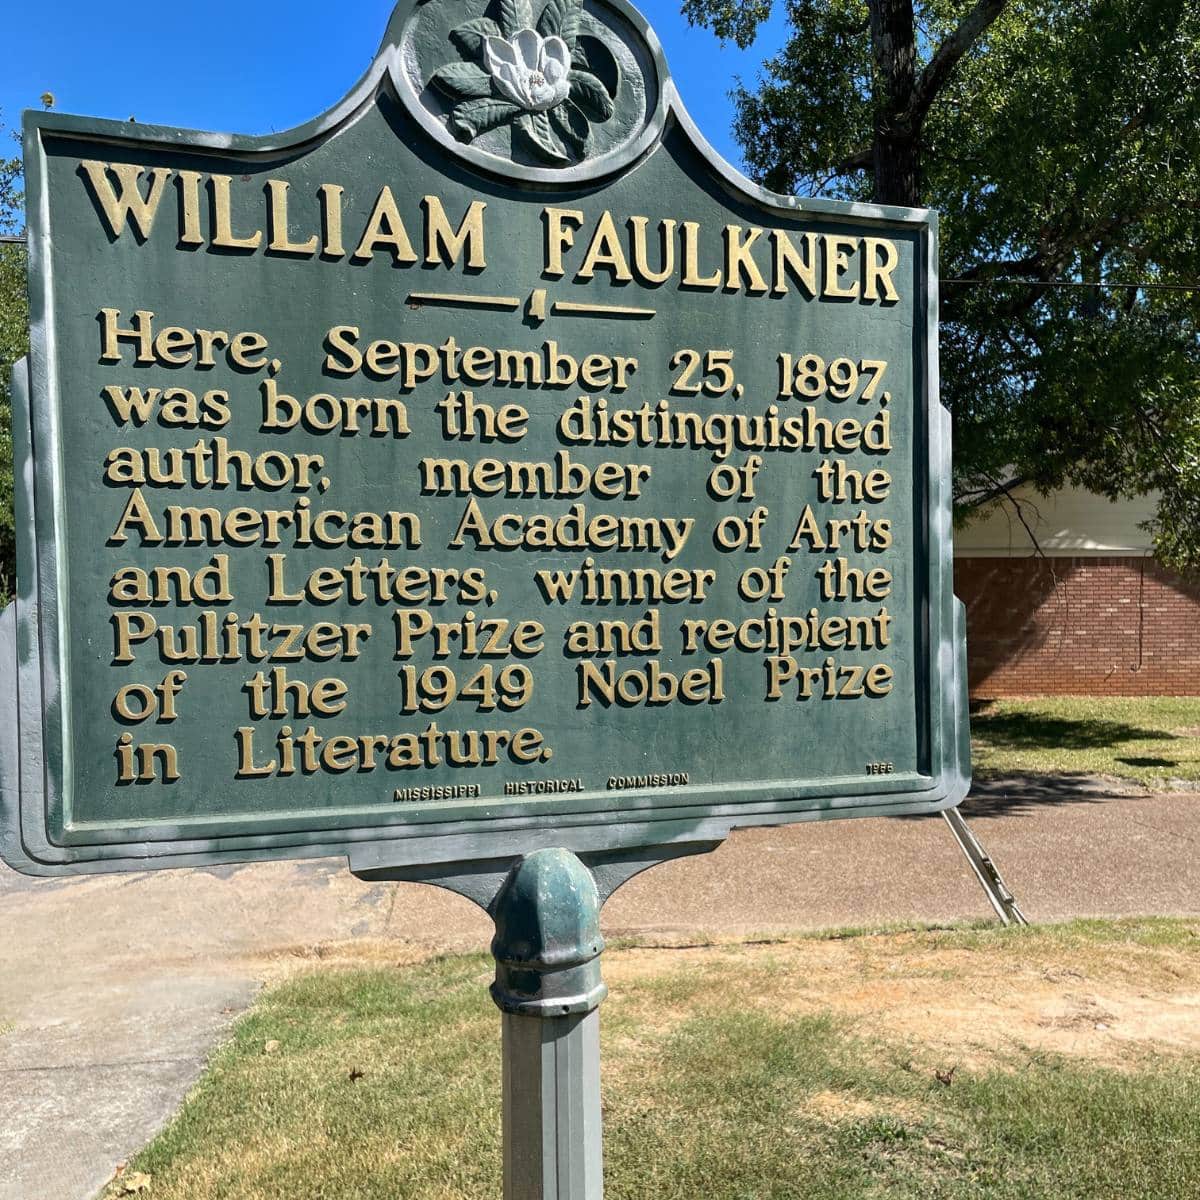 WILLIAM FAULKNER
Here, September 25, 1897,
was born the distinguished
author, member of the
American Academy of Arts
and Letters, winner of the
Pulitzer Prize and recipient
of the 1949 Nobel Prize
in Literature.
MISSISSIPPI HISTORICAL COMMISSION